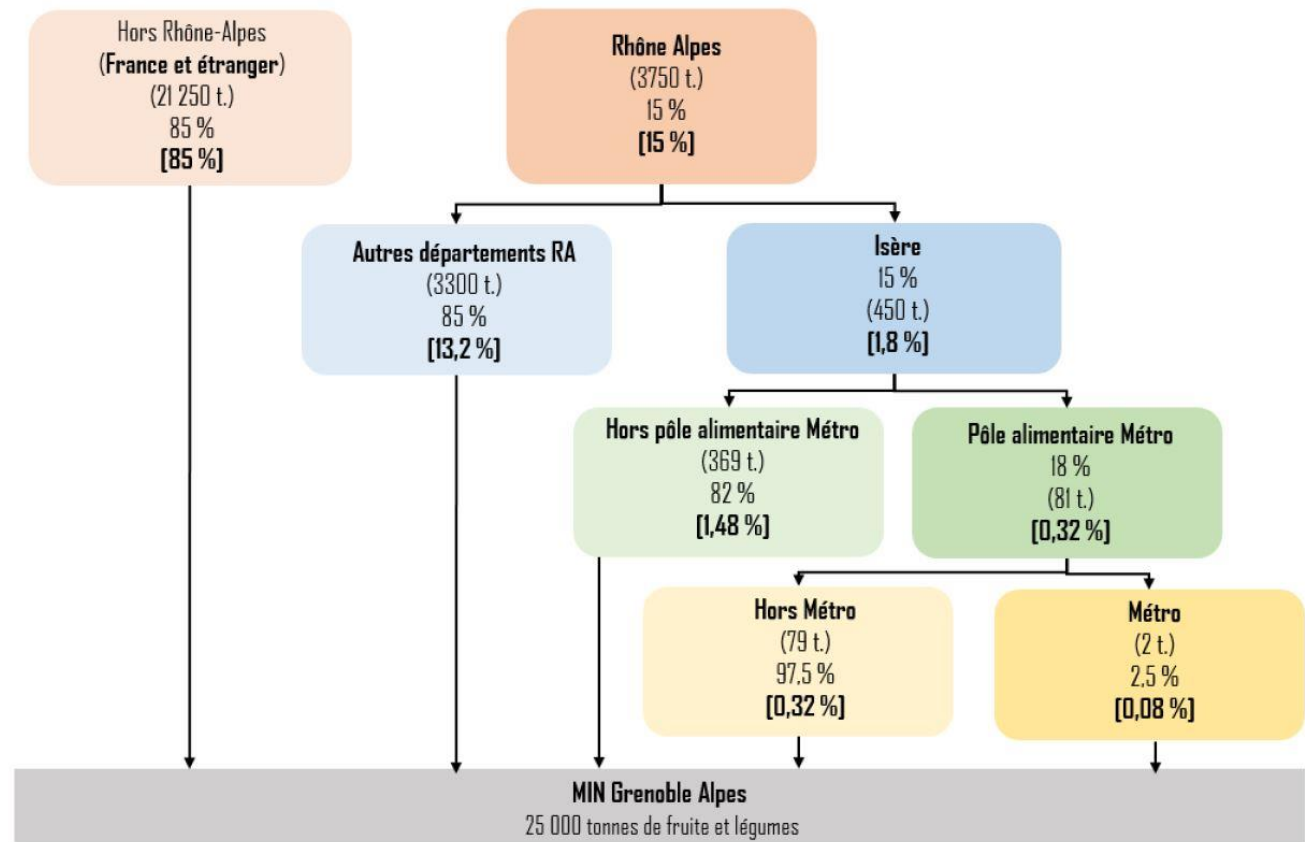 Hors Rhône-Alpes
(France et étranger)
(21 250 t.)
85 %
[85 %]
Rhône Alpes
(3750 t.)
15 %
[15 %]
Autres départements RA
(3300 t.)
85 %
[13,2 %]
Isère
15 %
(450 t.)
[1,8 %]
Hors pôle alimentaire Métro
(369 t.)
82 %
[1,48 %]
Pôle alimentaire Métro
18 %
(81 t.)
[0,32 %]
Hors Métro
(79 t.)
97,5 %
[0,32 %]
Métro
(2 t.)
2,5 %
[0,08 %]
MIN Grenoble Alpes
25 000 tonnes de fruite et légumes